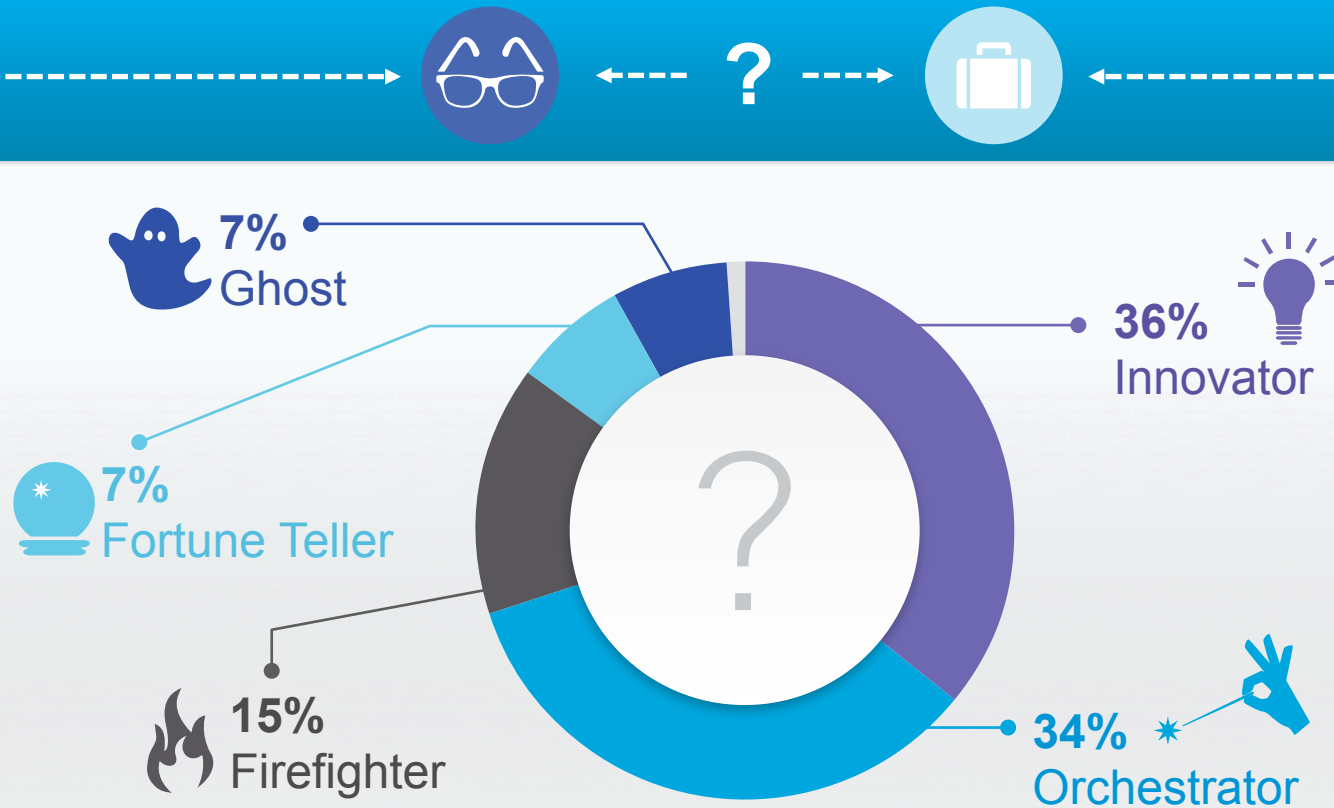 ?
7%
Ghost
36%
Innovator
?
7%
Fortune Teller
15%
Firefighter
34%
Orchestrator